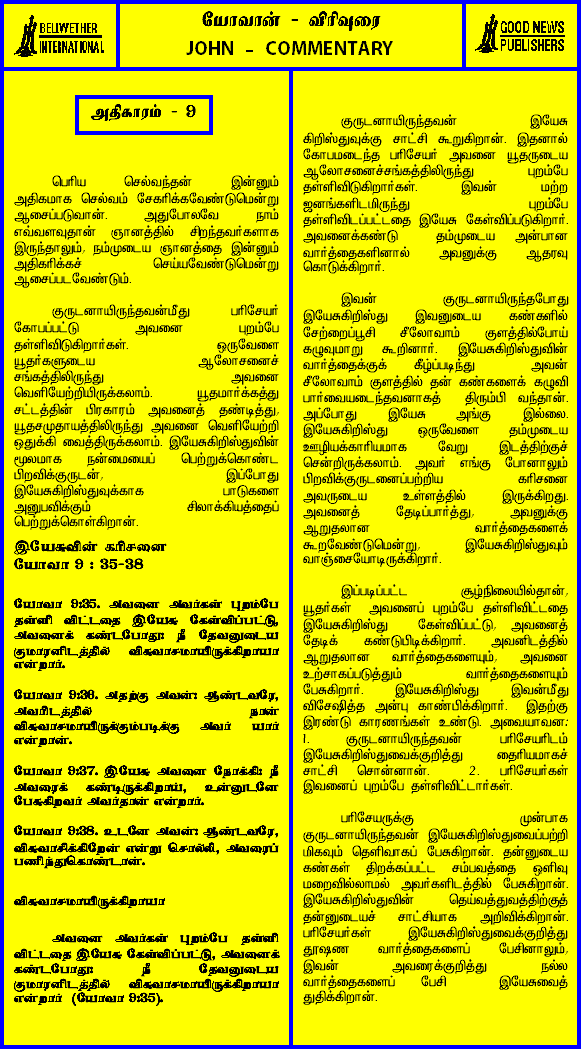 BELWETHER
INTERNATIONAL
யோவான் - விரிவுரை
JOHN - COMMENTARY
GOOD NEWS
PUBLISHERS
அதிகாரம் - 9
பெரிய செல்வந்தன் இன்னும்
அதிகமாக செல்வம் சேகரிக்கவேண்டுமென்று
ஆசைப்படுவான். அதுபோலவே நாம்
எவ்வளவுதான் ஞானத்தில் சிறந்தவர்களாக
இருந்தாலும், நம்முடைய ஞானத்தை இன்னும்
அதிகரிக்கச் செய்யவேண்டுமென்று
ஆசைப்படவேண்டும்.
குருடனாயிருந்தவன்மீது பரிசேயர்
கோபப்பட்டு அவனை புறம்பே
தள்ளிவிடுகிறார்கள். ஒருவேளை
யூதர்களுடைய ஆலோசனைச்
சங்கத்திலிருந்து அவனை
வெளியேற்றியிருக்கலாம். யூதமார்க்கத்து
சட்டத்தின் பிரகாரம் அவனைத் தண்டித்து,
யூதசமுதாயத்திலிருந்து அவனை வெளியேற்றி
ஒதுக்கி வைத்திருக்கலாம். இயேசுகிறிஸ்துவின்
மூலமாக நன்மையைப் பெற்றுக்கொண்ட
பிறவிக்குருடன், இப்போது
இயேசுகிறிஸ்துவுக்காக பாடுகளை
அனுபவிக்கும் சிலாக்கியத்தைப்
பெற்றுக்கொள்கிறான்.
இயேசுவின் கரிசனை
யோவா 9 : 35-38
யோவா 9:35. அவனை அவர்கள் புறம்பே
தள்ளி விட்டதை இயேசு கேள்விப்பட்டு,
அவனைக் கண்டபோது: நீ தேவனுடைய
குமாரனிடத்தில் விசுவாசமாயிருக்கிறாயா
என்றார்.
யோவா 9:36. அதற்கு அவன்: ஆண்டவரே,
அவரிடத்தில் நான்
விசுவாசமாயிருக்கும்படிக்கு அவர் யார்
என்றான்.
யோவா 9:37. இயேசு அவனை நோக்கி: நீ
அவரைக் கண்டிருக்கிறாய், உன்னுடனே
பேசுகிறவர் அவர்தான் என்றார்.
யோவா 9:38. உடனே அவன்: ஆண்டவரே,
விசுவாசிக்கிறேன் என்று சொல்லி, அவரைப்
பணிந்துகொண்டான்.
விசுவாசமாயிருக்கிறாயா
அவனை அவர்கள் புறம்பே தள்ளி
விட்டதை இயேசு கேள்விப்பட்டு, அவனைக்
கண்டபோது: நீ தேவனுடைய
குமாரனிடத்தில் விசுவாசமாயிருக்கிறாயா
என்றார் (யோவா 9:35).
குருடனாயிருந்தவன் இயேசு
கிறிஸ்துவுக்கு சாட்சி கூறுகிறான். இதனால்
கோபமடைந்த பரிசேயர் அவனை யூதருடைய
ஆலோசனைச்சங்கத்திலிருந்து புறம்பே
தள்ளிவிடுகிறார்கள். இவன் மற்ற
ஜனங்களிடமிருந்து புறம்பே
தள்ளிவிடப்பட்டதை இயேசு கேள்விப்படுகிறார்.
அவனைக்கண்டு தம்முடைய அன்பான
வார்த்தைகளினால் அவனுக்கு ஆதரவு
கொடுக்கிறார்.
இவன் குருடனாயிருந்தபோது
இயேசுகிறிஸ்து இவனுடைய கண்களில்
சேற்றைப்பூசி சீலோவாம் குளத்தில்போய்
கழுவுமாறு கூறினார். இயேசுகிறிஸ்துவின்
வார்த்தைக்குக் கீழ்ப்படிந்து அவன்
சீலோவாம் குளத்தில் தன் கண்களைக் கழுவி
பார்வையடைந்தவனாகத் திரும்பி வந்தான்.
அப்போது இயேசு அங்கு இல்லை.
இயேசுகிறிஸ்து ஒருவேளை தம்முடைய
ஊழியக்காரியமாக வேறு இடத்திற்குச்
சென்றிருக்கலாம். அவர் எங்கு போனாலும்
பிறவிக்குருடனைப்பற்றிய கரிசனை
அவருடைய உள்ளத்தில் இருக்கிறது.
அவனைத் தேடிப்பார்த்து, அவனுக்கு
ஆறுதலான வார்த்தைகளைக்
கூறவேண்டுமென்று, இயேசுகிறிஸ்துவும்
வாஞ்சையோடிருக்கிறார்.
இப்படிப்பட்ட சூழ்நிலையில்தான்,
யூதர்கள் அவனைப் புறம்பே தள்ளிவிட்டதை
இயேசுகிறிஸ்து கேள்விப்பட்டு, அவனைத்
தேடிக் கண்டுபிடிக்கிறார். அவனிடத்தில்
ஆறுதலான வார்த்தைகளையும், அவனை
உற்சாகப்படுத்தும் வார்த்தைகளையும்
பேசுகிறார். இயேசுகிறிஸ்து இவன்மீது
விசேஷித்த அன்பு காண்பிக்கிறார். இதற்கு
இரண்டு காரணங்கள் உண்டு. அவையாவன:
1. குருடனாயிருந்தவன் பரிசேயரிடம்
இயேசுகிறிஸ்துவைக்குறித்து தைரியமாகச்
சாட்சி சொன்னான். 2. பரிசேயர்கள்
இவனைப் புறம்பே தள்ளிவிட்டார்கள்.
பரிசேயருக்கு முன்பாக
குருடனாயிருந்தவன் இயேசுகிறிஸ்துவைப்பற்றி
மிகவும் தெளிவாகப் பேசுகிறான். தன்னுடைய
கண்கள் திறக்கப்பட்ட சம்பவத்தை ஒளிவு
மறைவில்லாமல் அவர்களிடத்தில் பேசுகிறான்.
இயேசுகிறிஸ்துவின் தெய்வத்துவத்திற்குத்
தன்னுடையச் சாட்சியாக அறிவிக்கிறான்.
பரிசேயர்கள் இயேசுகிறிஸ்துவைக்குறித்து
தூஷண வார்த்தைகளைப் பேசினாலும்,
இவன் அவரைக்குறித்து நல்ல
வார்த்தைகளைப் பேசி இயேசுவைத்
துதிக்கிறான்.